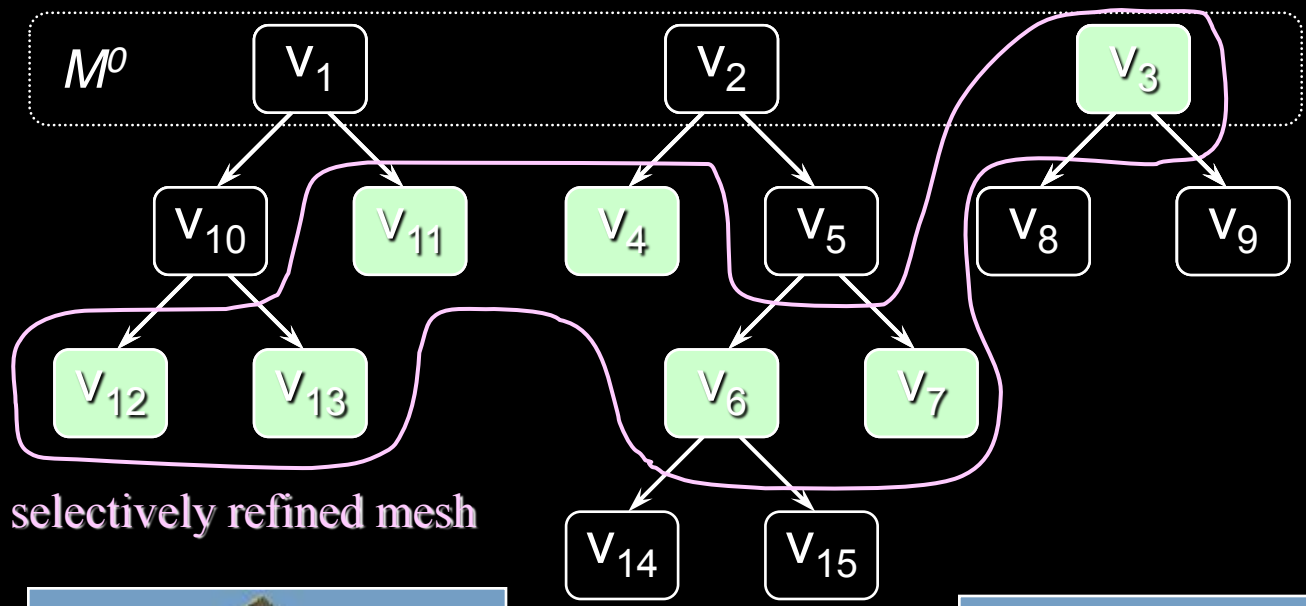 M⁰ v₁ v₂ v₃
v₁₀ v₁₁ v₄ v₅ v₈ v₉
v₁₂ v₁₃ v₆ v₇
selectively refined mesh
v₁₄ v₁₅